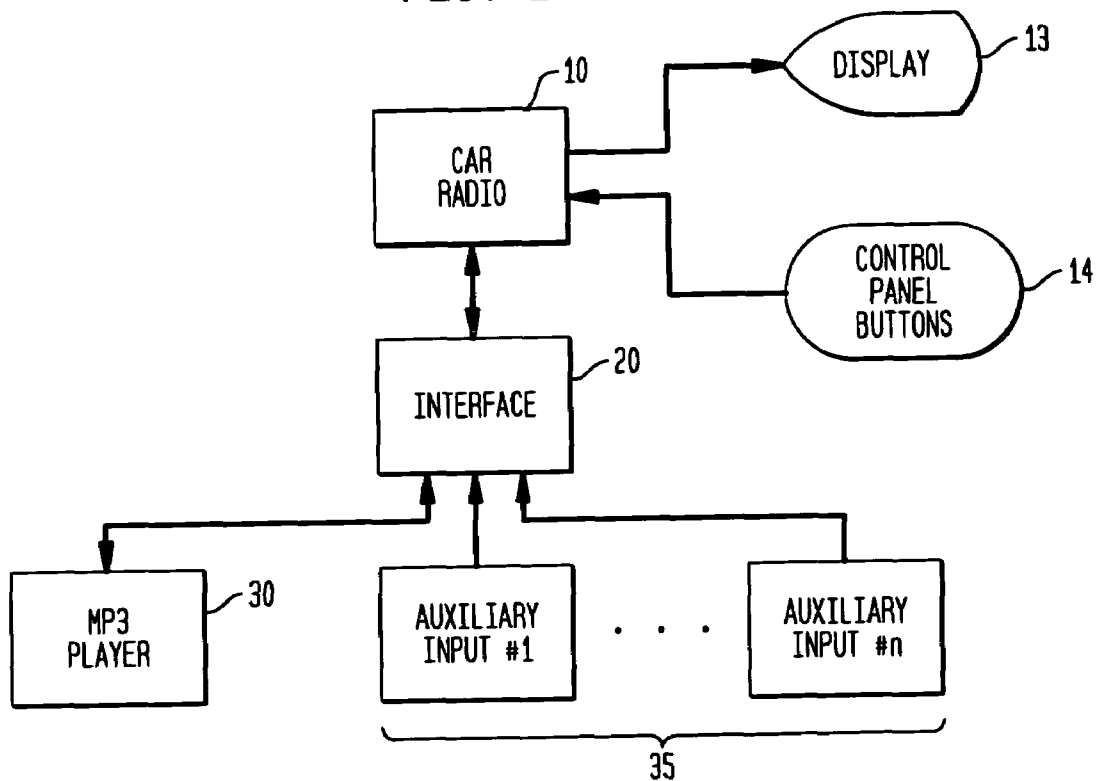 13
DISPLAY
10
CAR
RADIO
CONTROL
PANEL
BUTTONS
14
20
INTERFACE
30
MP3
PLAYER
AUXILIARY
INPUT #1
. . .
AUXILIARY
INPUT #n
35